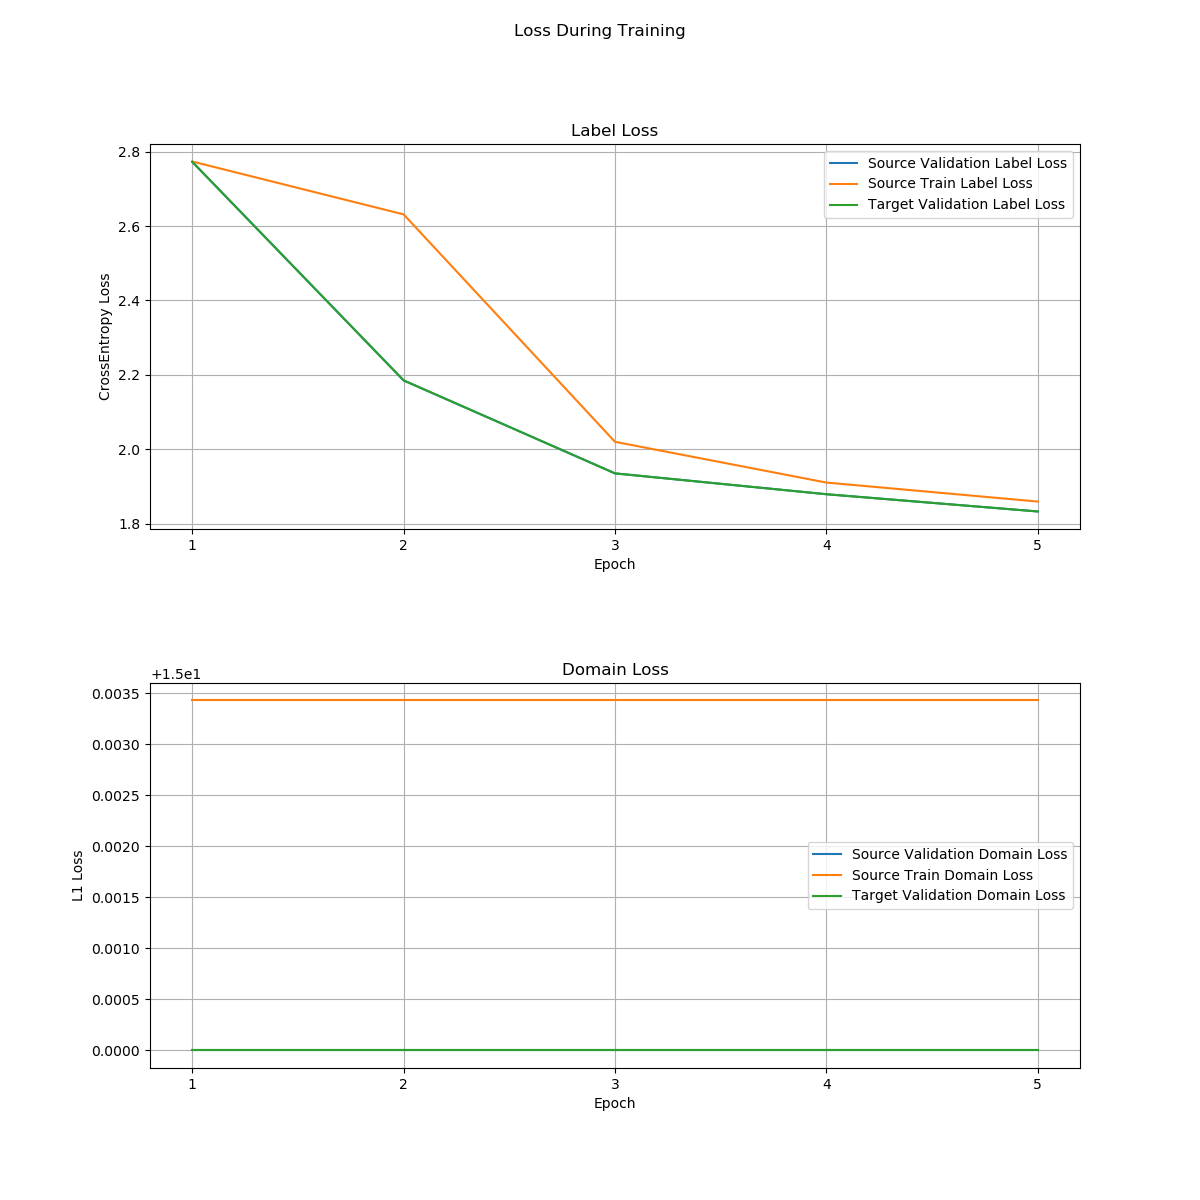 Loss During Training
Label Loss
CrossEntropy Loss
2.8
2.6
2.4
2.2
2.0
1.8
Source Validation Label Loss
Source Train Label Loss
Target Validation Label Loss
1 2 3 4 5
Epoch
Domain Loss
+1.5e1
L1 Loss
0.0035
0.0030
0.0025
0.0020
0.0015
0.0010
0.0005
0.0000
Source Validation Domain Loss
Source Train Domain Loss
Target Validation Domain Loss
1 2 3 4 5
Epoch